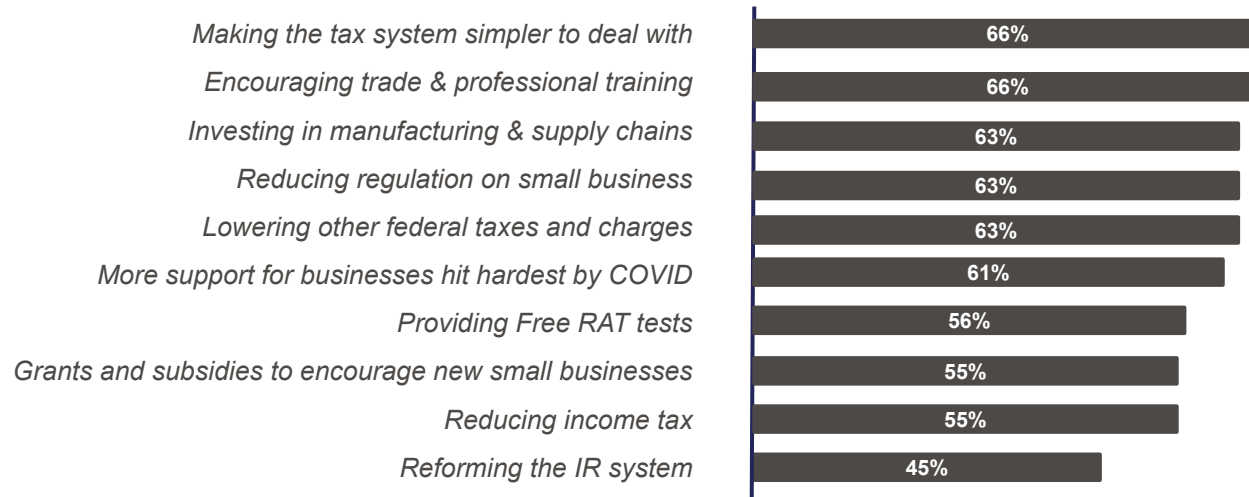 Making the tax system simpler to deal with 66%
Encouraging trade & professional training 66%
Investing in manufacturing & supply chains 63%
Reducing regulation on small business 63%
Lowering other federal taxes and charges 63%
More support for businesses hit hardest by COVID 61%
Providing Free RAT tests 56%
Grants and subsidies to encourage new small businesses 55%
Reducing income tax 55%
Reforming the IR system 45%